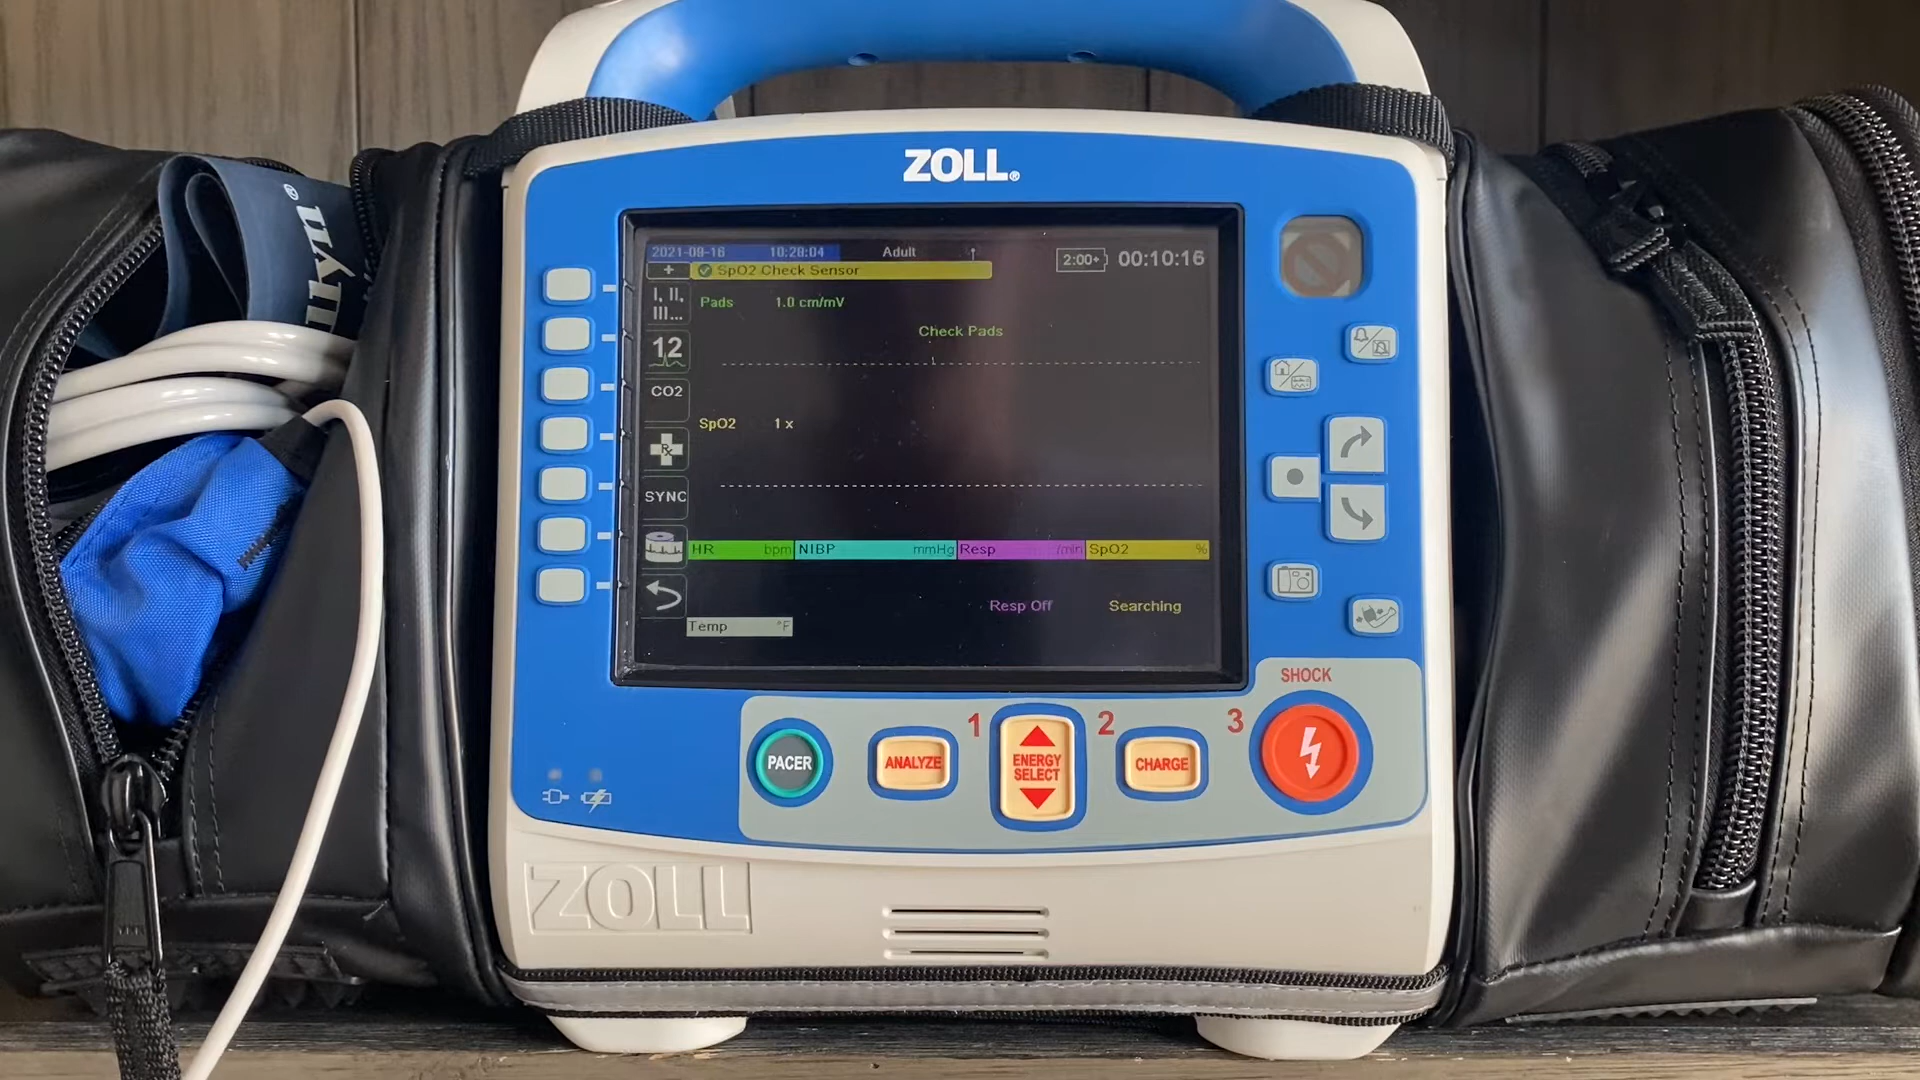 ZOLL®
2021-09-16 10:28:04 Adult 2:00+ 00:10:16
SpO2 Check Sensor
I, II, III...
Pads 1.0 cm/mV
Check Pads
12
CO2
SpO2 1 x
Rx
SYNC
HR bpm NIBP mmHg Resp /min SpO2 %
Resp Off Searching
Temp °F
SHOCK
PACER ANALYZE 1 ENERGY SELECT 2 CHARGE 3
ZOLL